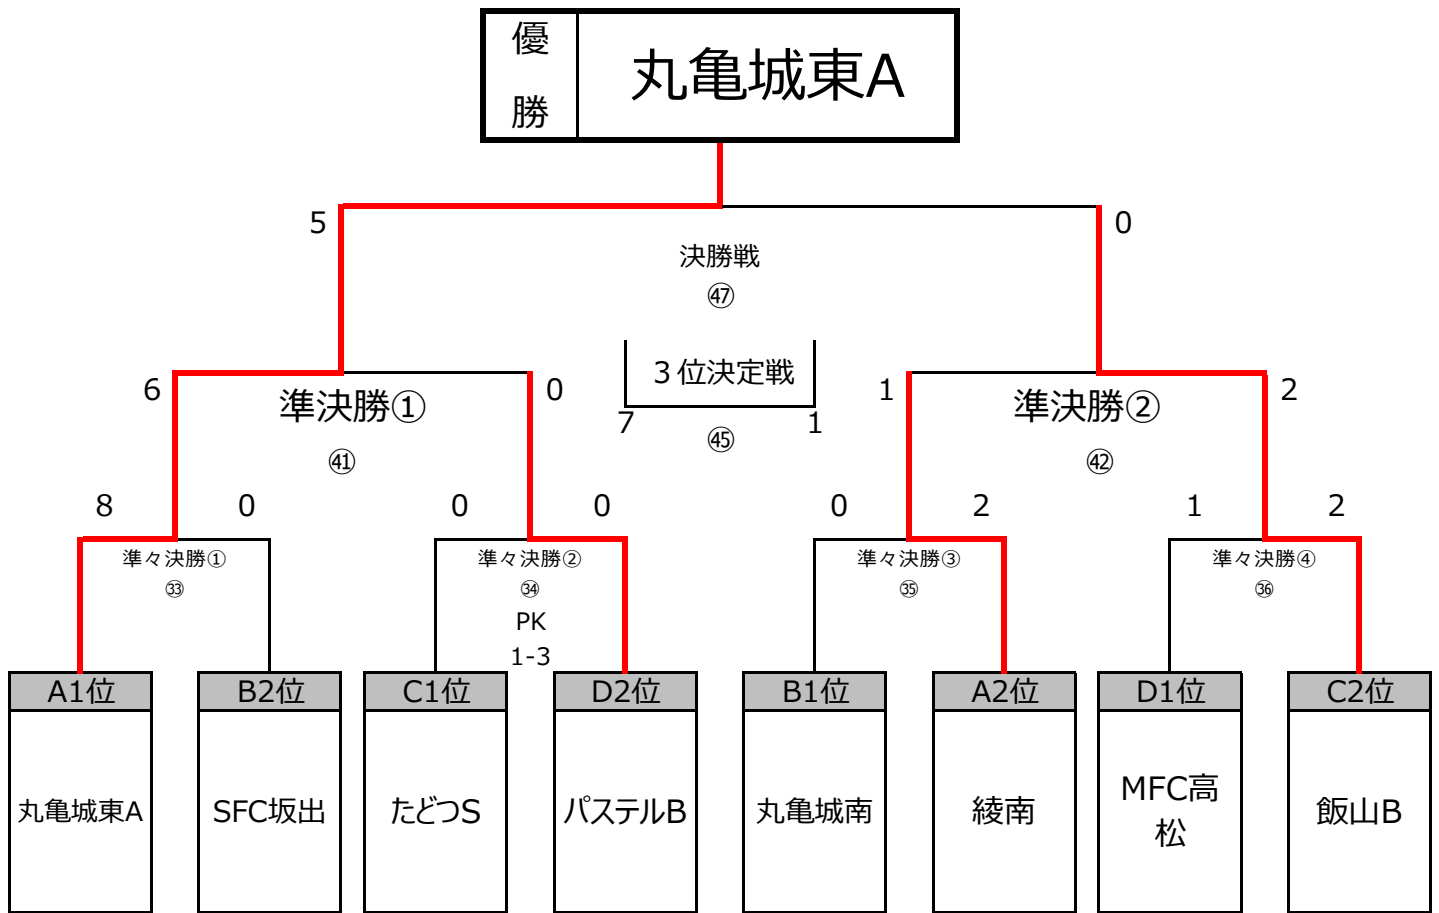 優
勝
丸亀城東A
5
0
決勝戦
㊼
3位決定戦
7
1
㊺
6
0
準決勝①
㊶
1
2
準決勝②
㊷
8
0
準々決勝①
㉝
0
0
準々決勝②
㉞
PK
1-3
0
2
準々決勝③
㉟
1
2
準々決勝④
㊱
A1位
B2位
C1位
D2位
B1位
A2位
D1位
C2位
丸亀城東A
SFC坂出
たどつS
パステルB
丸亀城南
綾南
MFC高
松
飯山B